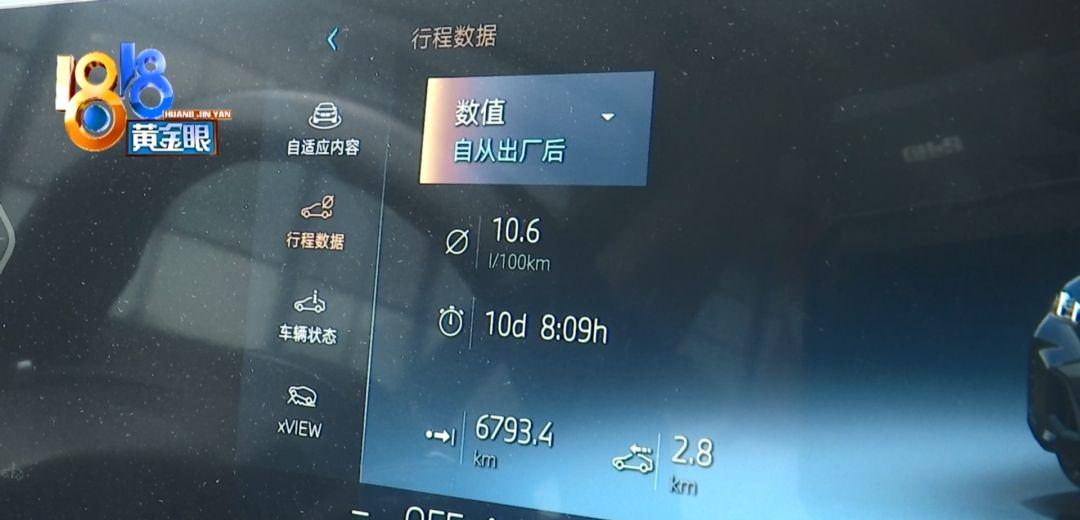 1818
HUANG JIN YAN
黄金眼
行程数据
数值
自从出厂后
自适应内容
行程数据
车辆状态
xVIEW
10.6
l/100km
10d 8:09h
6793.4
km
2.8
km